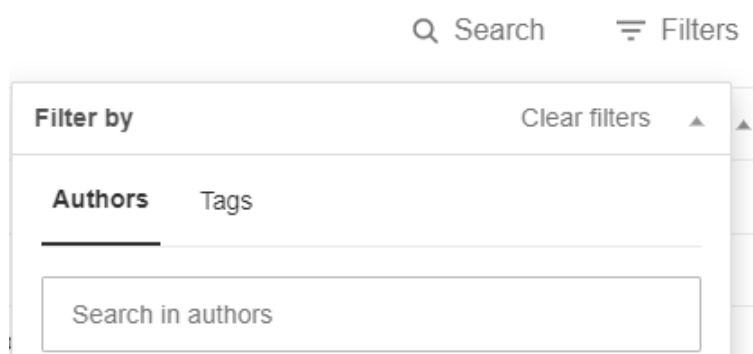 Search Filters
Filter by Clear filters
Authors Tags
Search in authors